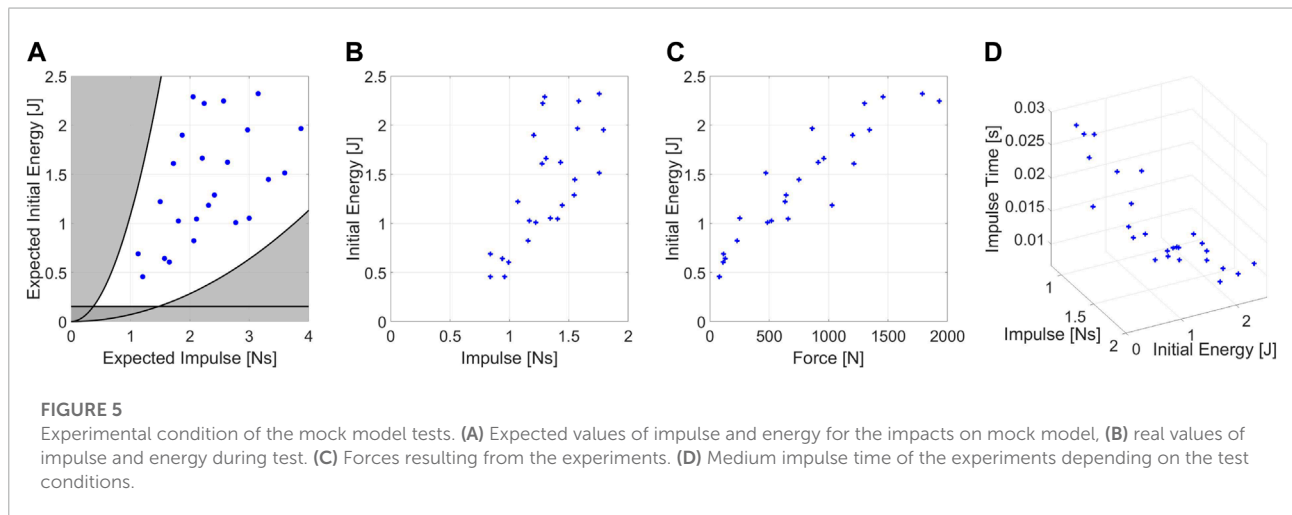 A
B
C
D
2.5
2
1.5
1
0.5
0
Expected Initial Energy [J]
0 1 2 3 4
Expected Impulse [Ns]
2.5
2
1.5
1
0.5
0
Initial Energy [J]
0 0.5 1 1.5 2
Impulse [Ns]
2.5
2
1.5
1
0.5
0
Initial Energy [J]
0 500 1000 1500 2000
Force [N]
0.03
0.025
0.02
0.015
0.01
Impulse Time [s]
1
1.5
2
Impulse [Ns]
0 1 2
Initial Energy [J]
FIGURE 5
Experimental condition of the mock model tests. (A) Expected values of impulse and energy for the impacts on mock model, (B) real values of
impulse and energy during test. (C) Forces resulting from the experiments. (D) Medium impulse time of the experiments depending on the test
conditions.